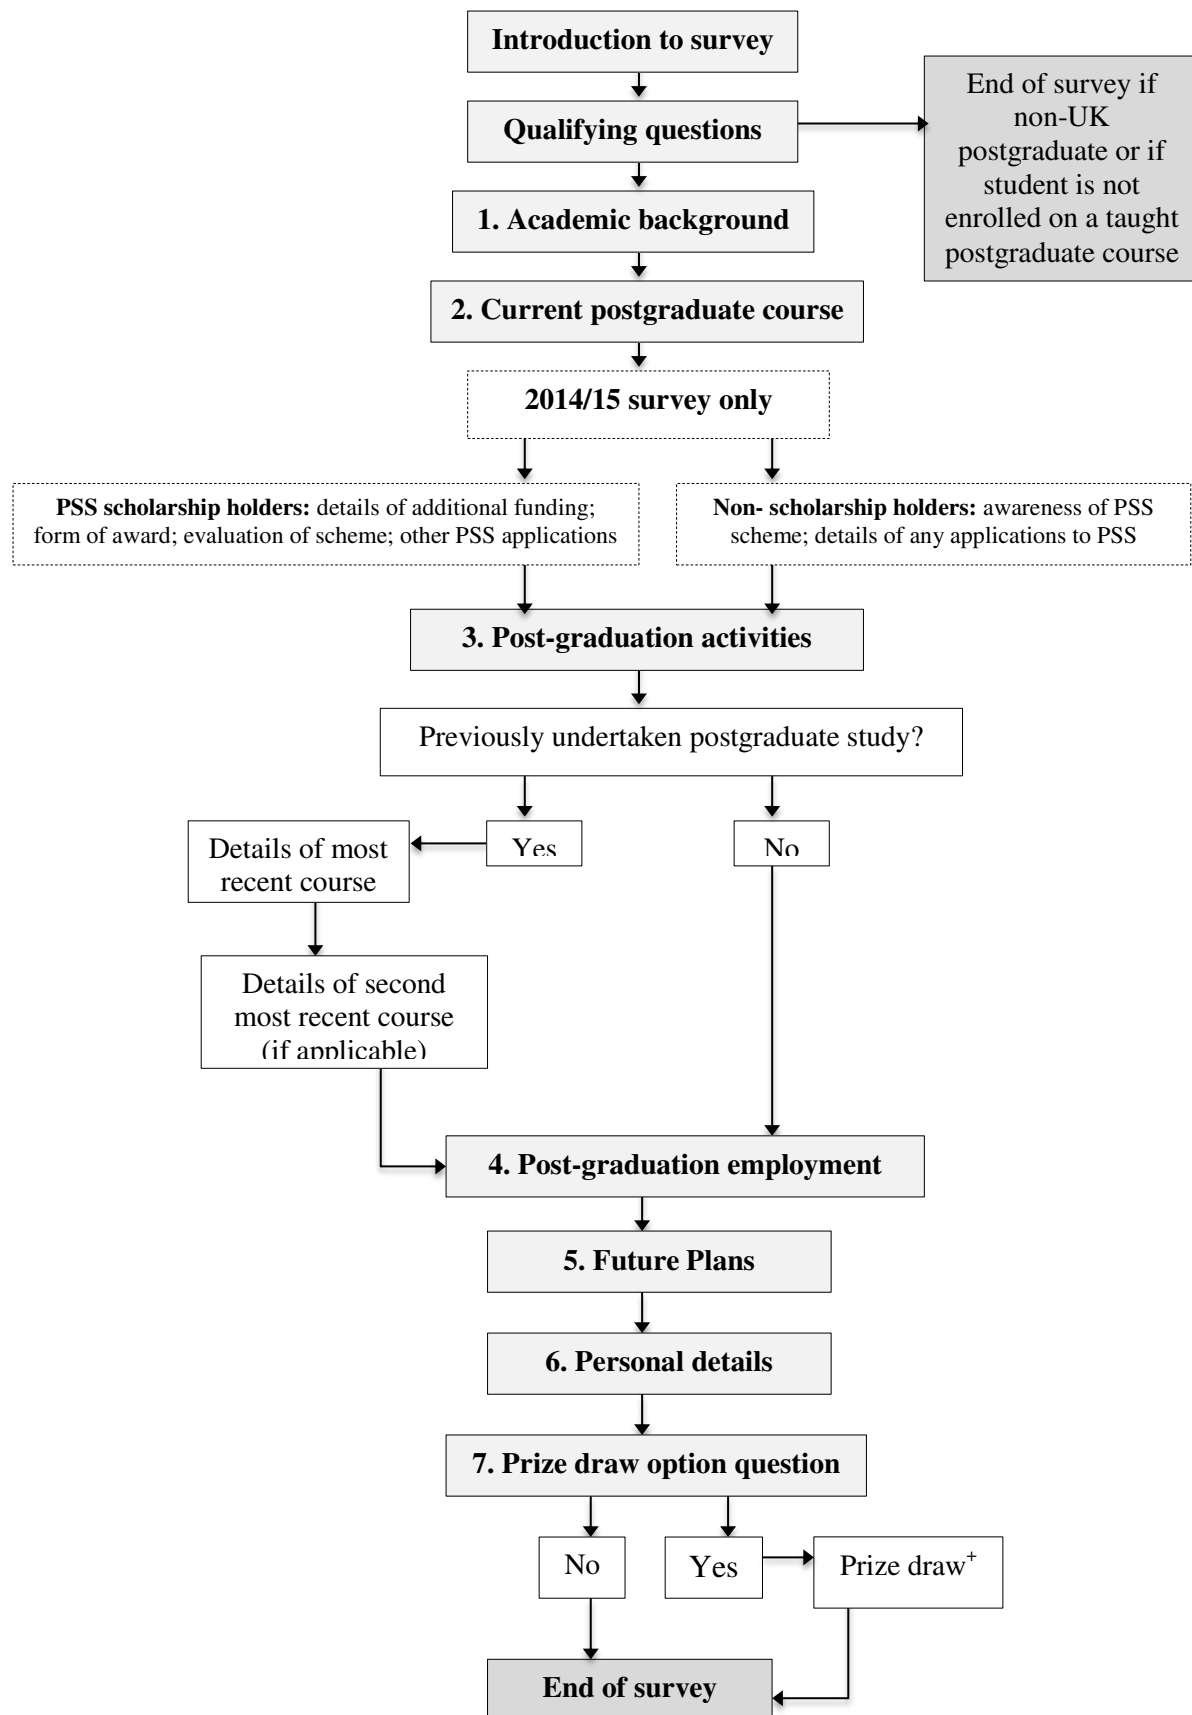 Introduction to survey
Qualifying questions
End of survey if
non-UK
postgraduate or if
student is not
enrolled on a taught
postgraduate course
1. Academic background
2. Current postgraduate course
2014/15 survey only
PSS scholarship holders: details of additional funding;
form of award; evaluation of scheme; other PSS applications
Non- scholarship holders: awareness of PSS
scheme; details of any applications to PSS
3. Post-graduation activities
Previously undertaken postgraduate study?
Yes
No
Details of most
recent course
Details of second
most recent course
(if applicable)
4. Post-graduation employment
5. Future Plans
6. Personal details
7. Prize draw option question
No
Yes
Prize draw+
End of survey